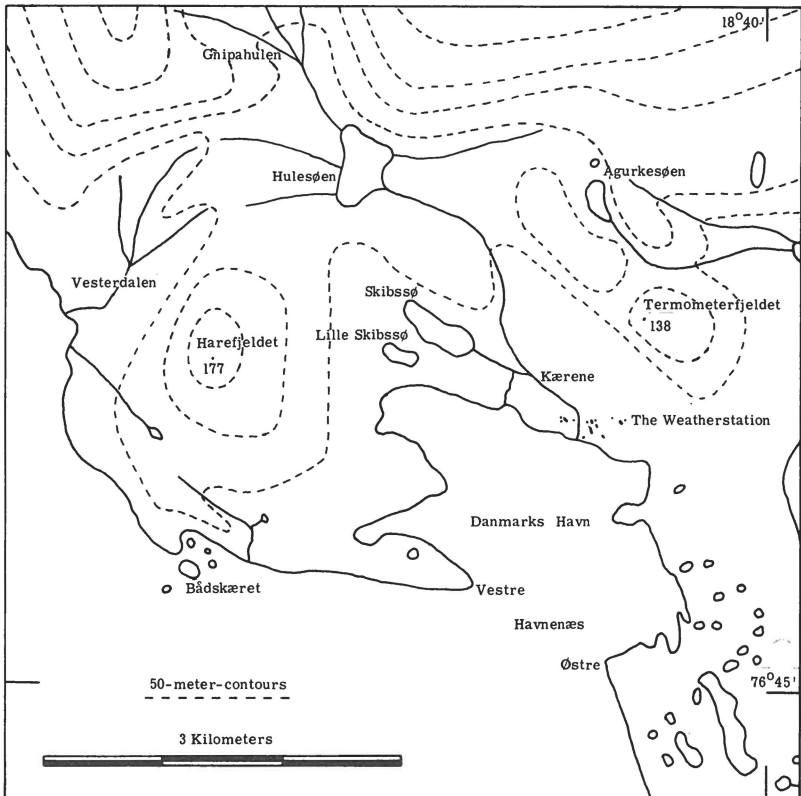 18°40'
Gnipahulen
Hulesøen
Agurkesøen
Vesterdalen
Skibssø
Termometerfjeldet
138
Harefjeldet
177
Lille Skibssø
Kærene
The Weatherstation
Danmarks Havn
Bådskæret
Vestre
Havnenæs
Østre
50-meter-contours
76°45'
3 Kilometers